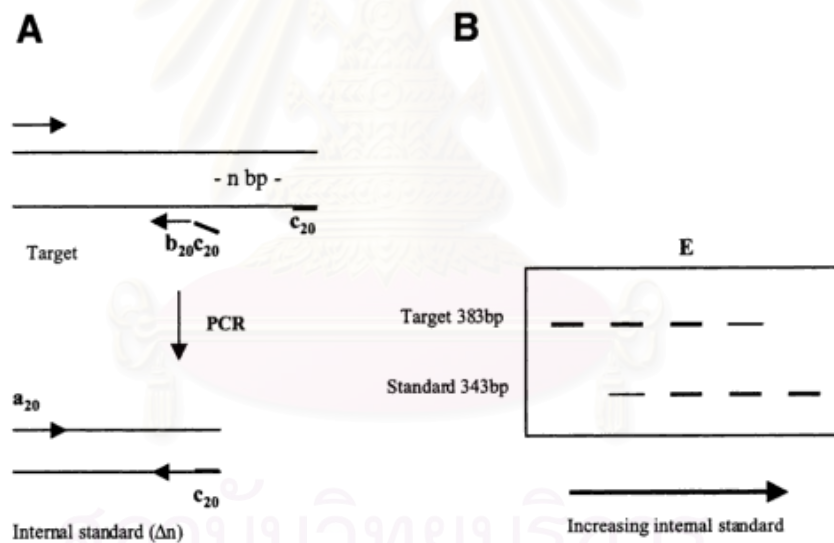 A
B
- n bp -
c20
b20c20
Target
PCR
a20
c20
Internal standard (Δn)
E
Target 383bp
Standard 343bp
Increasing internal standard